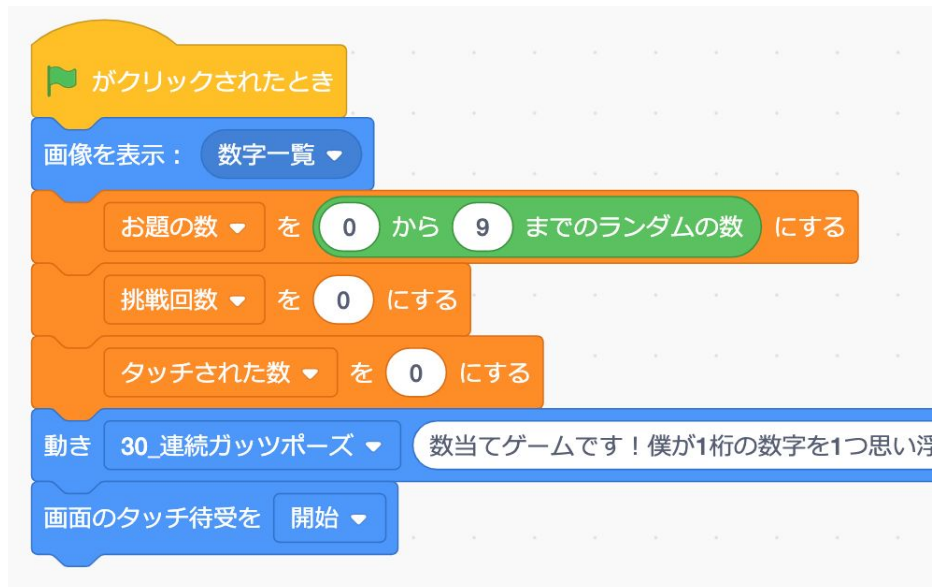 がクリックされたとき
画像を表示： 数字一覧
お題の数 を 0 から 9 までのランダムの数 にする
挑戦回数 を 0 にする
タッチされた数 を 0 にする
動き 30_連続ガッツポーズ 数当てゲームです！僕が1桁の数字を1つ思い浮
画面のタッチ待受を 開始